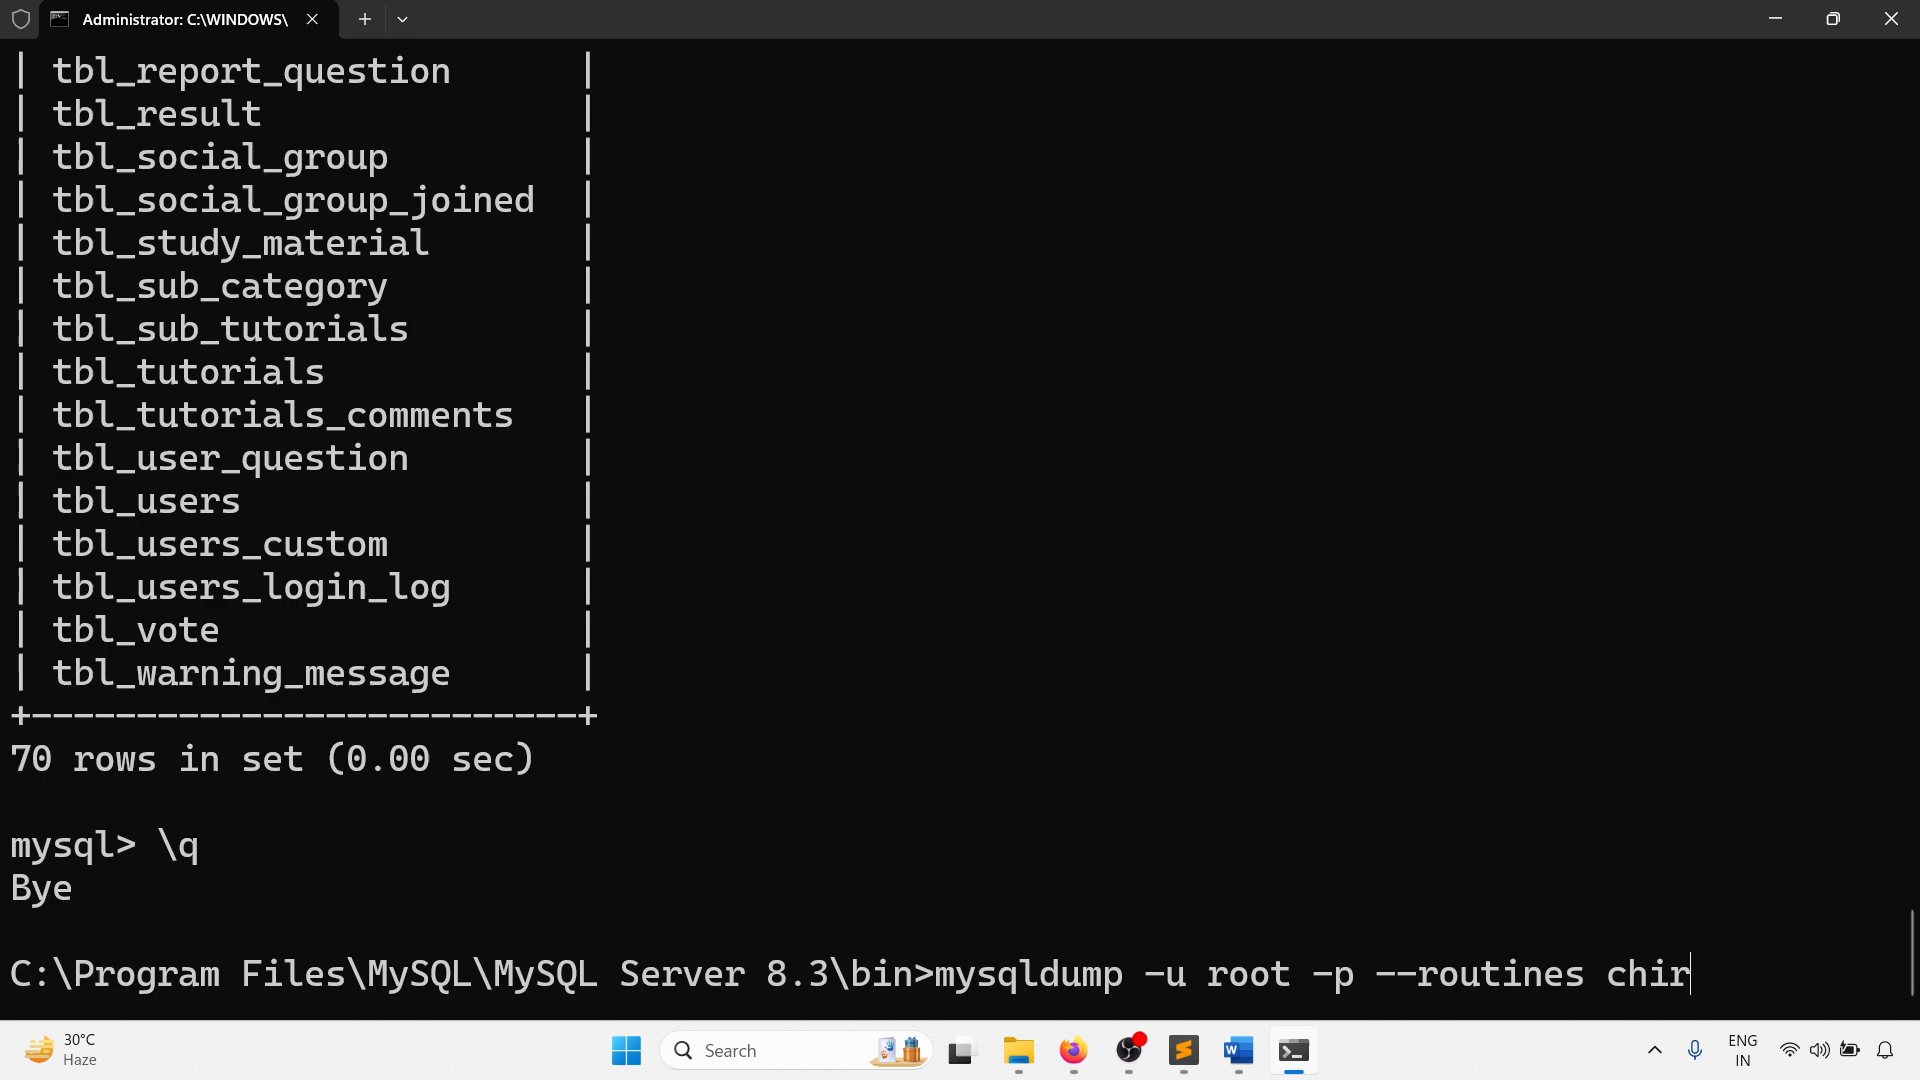 Administrator: C:\WINDOWS\
| tbl_report_question |
| tbl_result |
| tbl_social_group |
| tbl_social_group_joined |
| tbl_study_material |
| tbl_sub_category |
| tbl_sub_tutorials |
| tbl_tutorials |
| tbl_tutorials_comments |
| tbl_user_question |
| tbl_users |
| tbl_users_custom |
| tbl_users_login_log |
| tbl_vote |
| tbl_warning_message |
+--------------------------+
70 rows in set (0.00 sec)
mysql> \q
Bye
C:\Program Files\MySQL\MySQL Server 8.3\bin>mysqldump -u root -p --routines chir
30°C
Haze
Search
ENG
IN